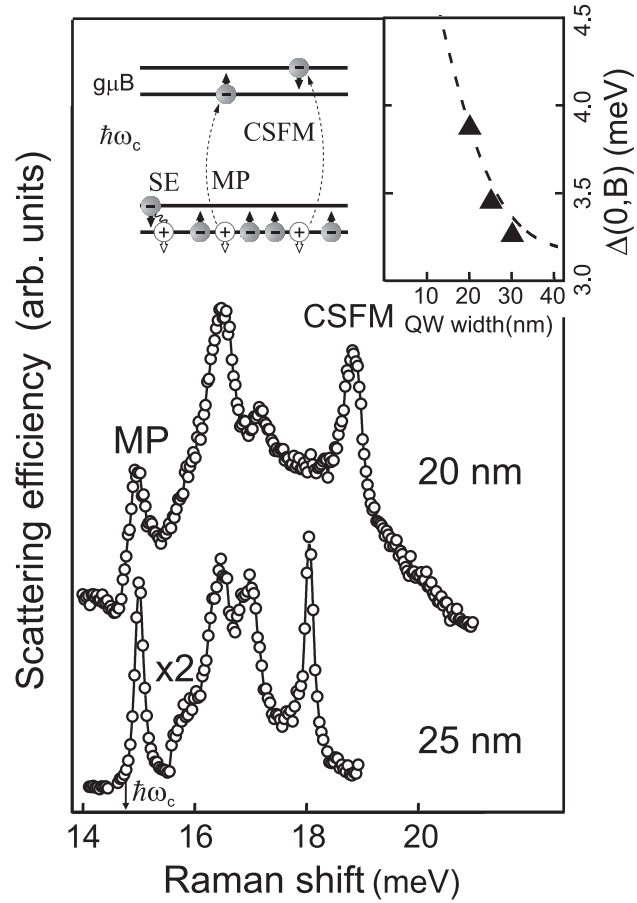 gμB
ħω_c
SE
MP
CSFM
4.5
4.0
3.5
3.0
Δ(0,B) (meV)
10 20 30 40
QW width(nm)
CSFM
MP
20 nm
x2
25 nm
ħω_c
14 16 18 20
Raman shift (meV)
Scattering efficiency (arb. units)